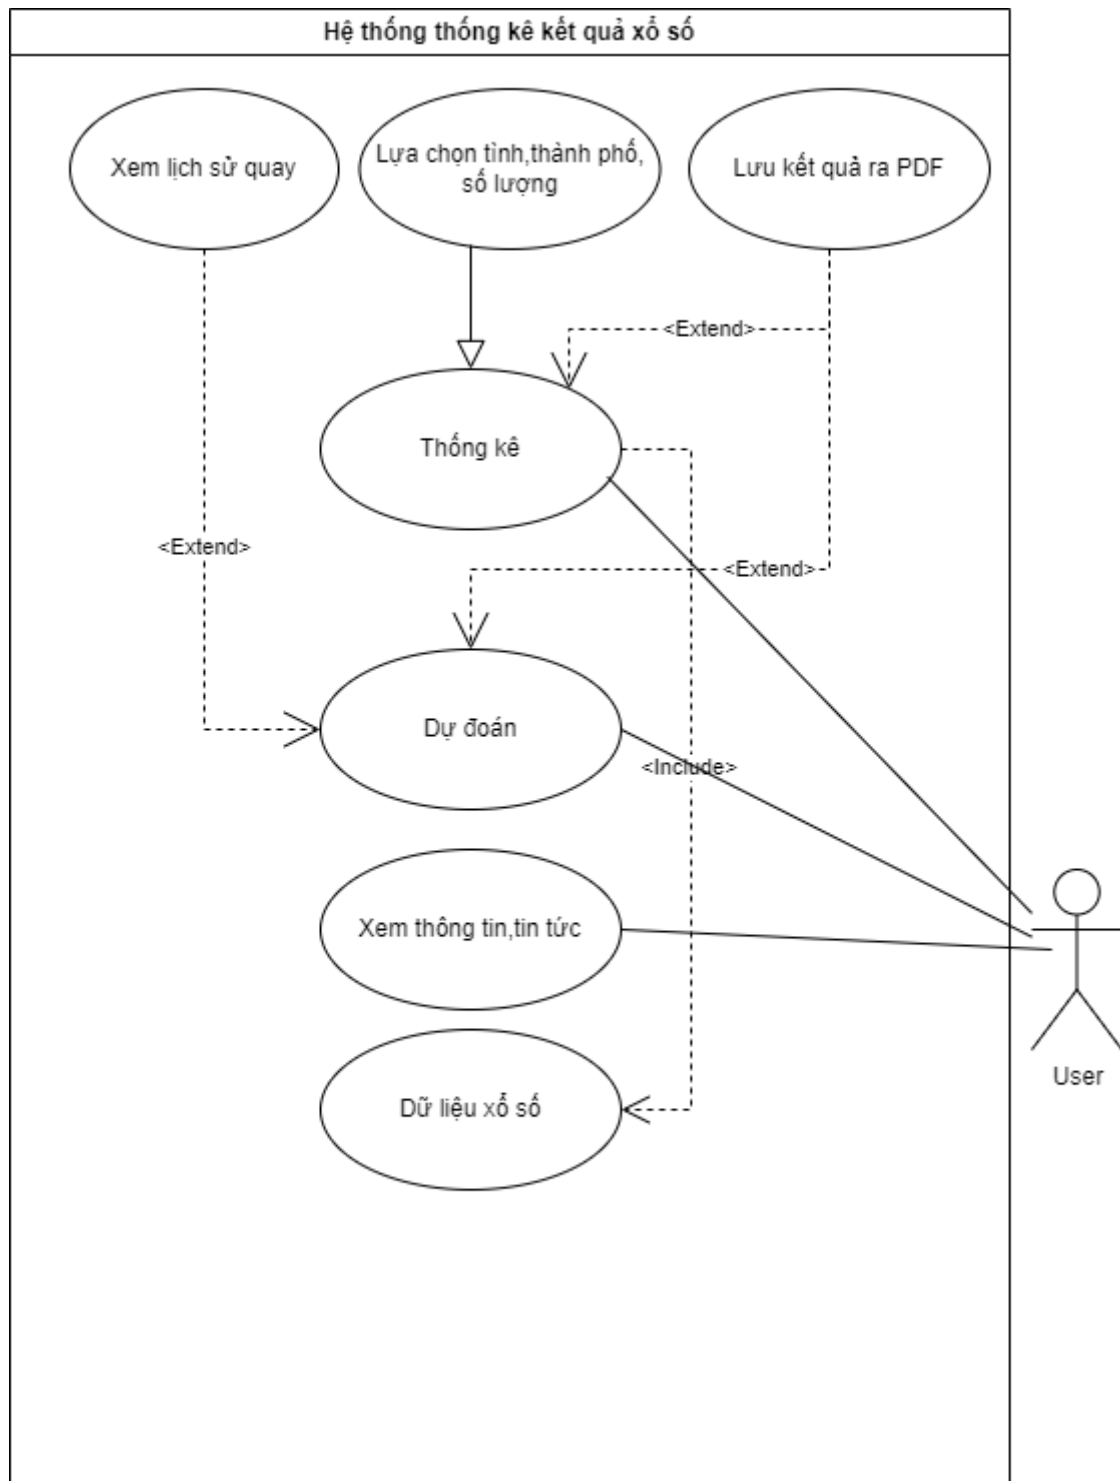 Hệ thống thống kê kết quả xổ số
Xem lịch sử quay
Lựa chọn tỉnh,thành phố,
số lượng
Lưu kết quả ra PDF
<Extend>
Thống kê
<Extend>
<Extend>
Dự đoán
<Include>
Xem thông tin,tin tức
User
Dữ liệu xổ số